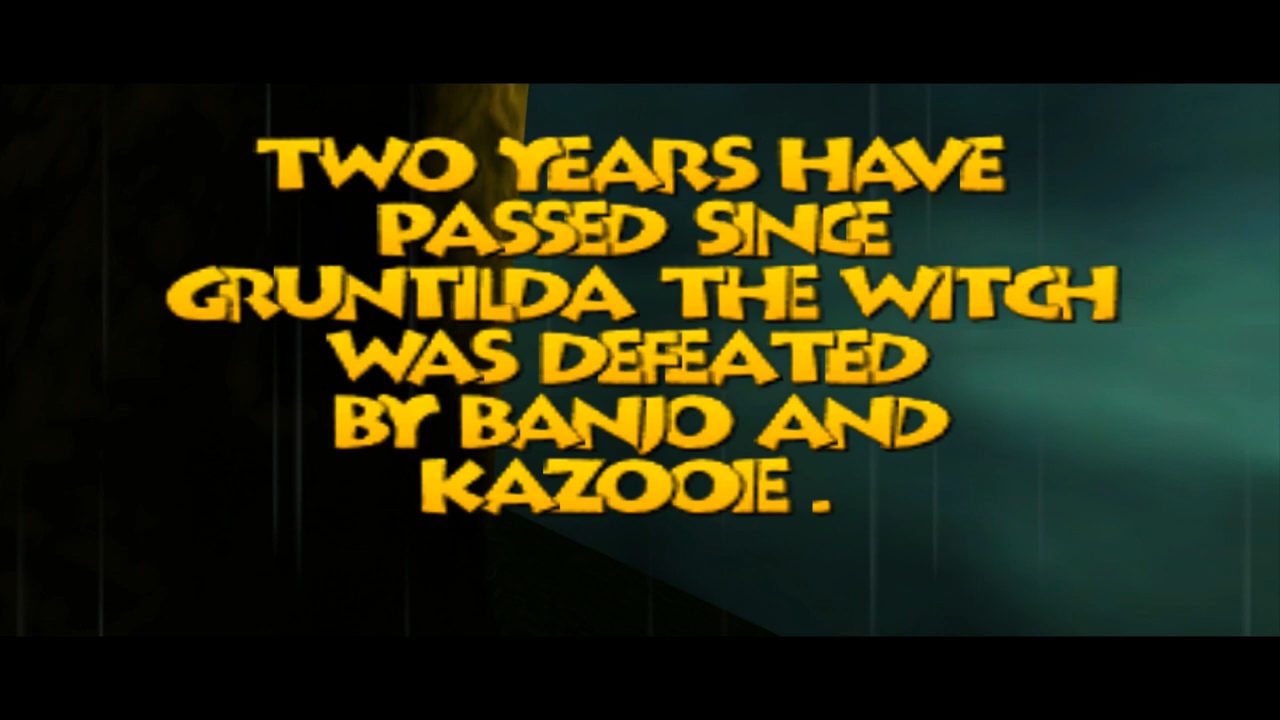 TWO YEARS HAVE
PASSED SINCE
GRUNTILDA THE WITCH
WAS DEFEATED
BY BANJO AND
KAZOOIE .